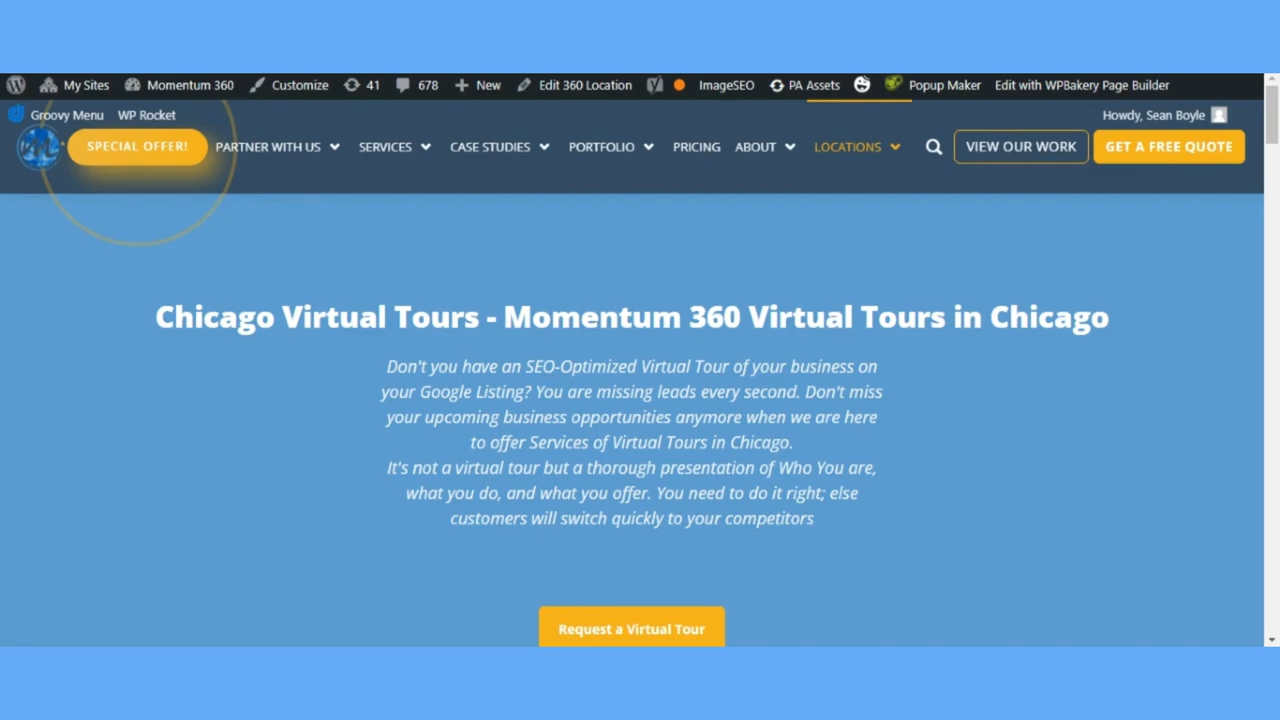 My Sites Momentum 360 Customize 41 678 New Edit 360 Location ImageSEO PA Assets Popup Maker Edit with WPBakery Page Builder
Groovy Menu WP Rocket Howdy, Sean Boyle
SPECIAL OFFER! PARTNER WITH US SERVICES CASE STUDIES PORTFOLIO PRICING ABOUT LOCATIONS VIEW OUR WORK GET A FREE QUOTE
Chicago Virtual Tours - Momentum 360 Virtual Tours in Chicago
Don't you have an SEO-Optimized Virtual Tour of your business on
your Google Listing? You are missing leads every second. Don't miss
your upcoming business opportunities anymore when we are here
to offer Services of Virtual Tours in Chicago.
It's not a virtual tour but a thorough presentation of Who You are,
what you do, and what you offer. You need to do it right; else
customers will switch quickly to your competitors
Request a Virtual Tour